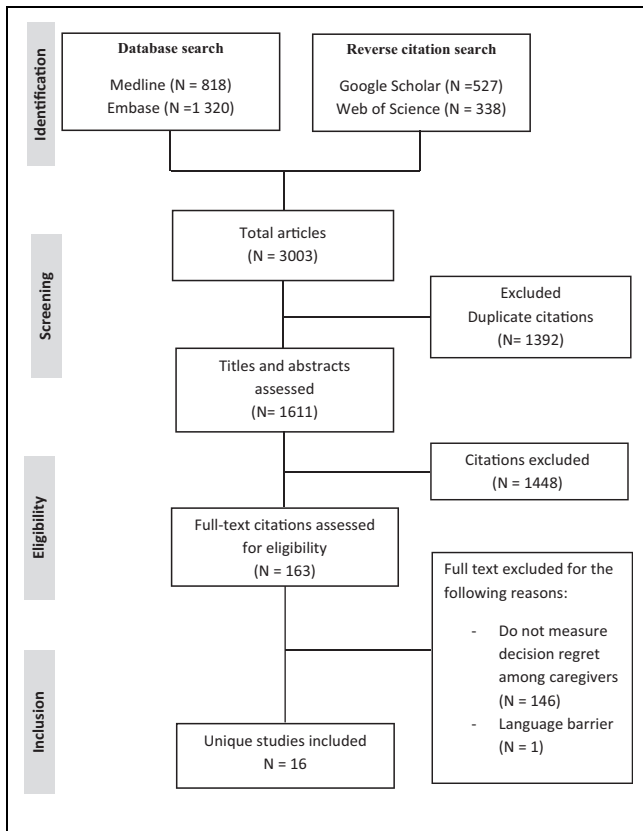 Identification
Database search
Medline (N = 818)
Embase (N =1 320)
Reverse citation search
Google Scholar (N =527)
Web of Science (N = 338)
Screening
Total articles
(N = 3003)
Excluded
Duplicate citations
(N= 1392)
Titles and abstracts
assessed
(N= 1611)
Eligibility
Citations excluded
(N = 1448)
Full-text citations assessed
for eligibility
(N = 163)
Full text excluded for the
following reasons:
- Do not measure
decision regret
among caregivers
(N = 146)
- Language barrier
(N = 1)
Inclusion
Unique studies included
N = 16